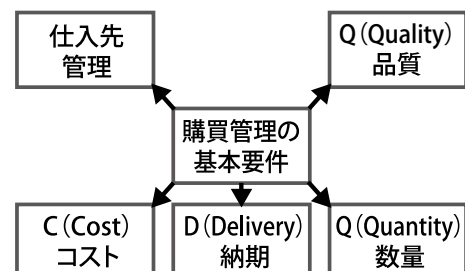 仕入先
管理
Q(Quality)
品質
購買管理の
基本要件
C(Cost)
コスト
D(Delivery)
納期
Q(Quantity)
数量